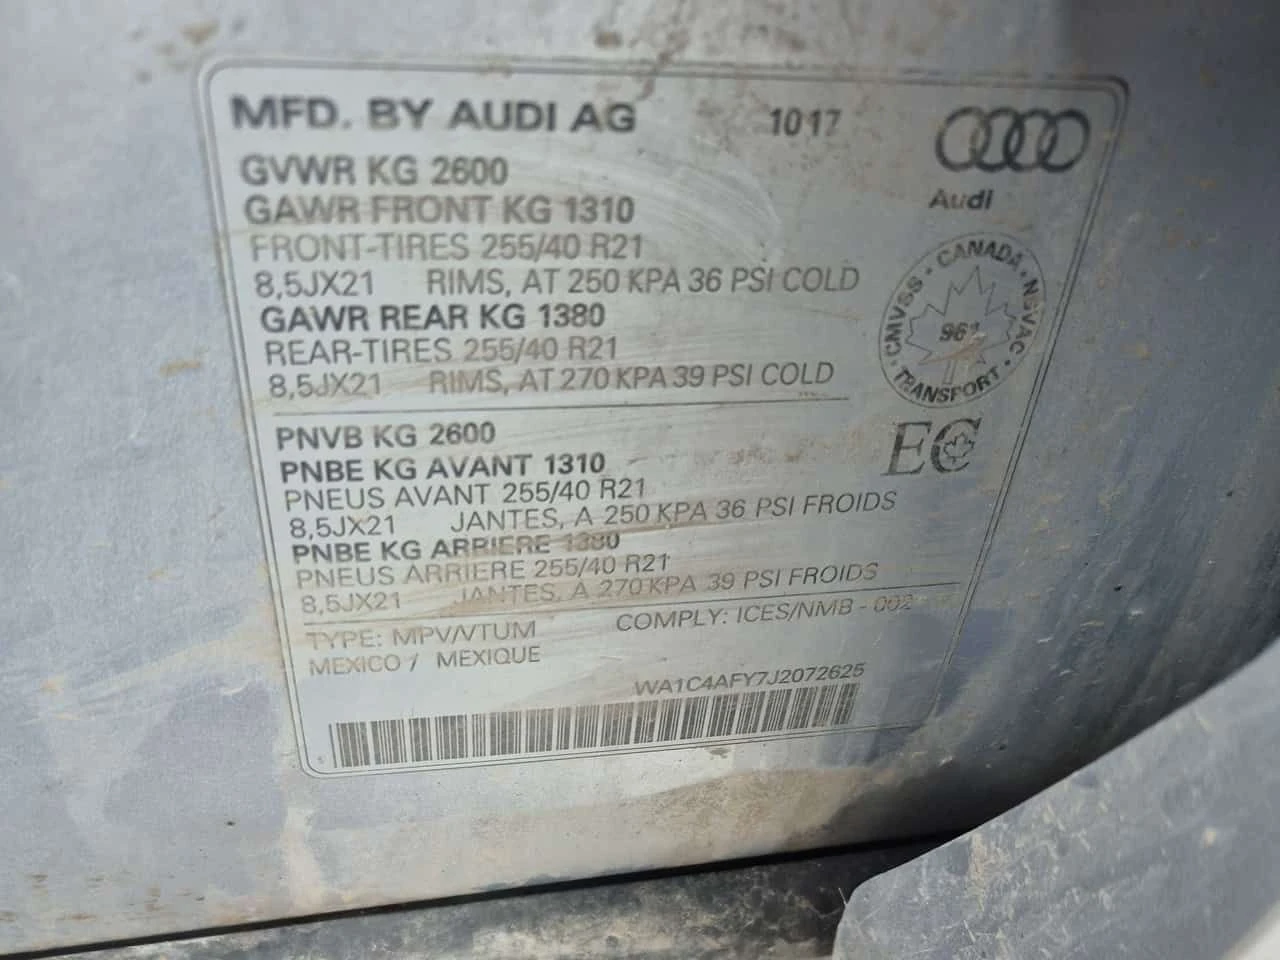 MFD. BY AUDI AG 1017
Audi
GVWR KG 2600
GAWR FRONT KG 1310
FRONT-TIRES 255/40 R21
8,5JX21 RIMS, AT 250 KPA 36 PSI COLD
GAWR REAR KG 1380
REAR-TIRES 255/40 R21
8,5JX21 RIMS, AT 270 KPA 39 PSI COLD
CANADA · NSVAC · TRANSPORT · CMVSS ·
EC
PNVB KG 2600
PNBE KG AVANT 1310
PNEUS AVANT 255/40 R21
8,5JX21 JANTES, A 250 KPA 36 PSI FROIDS
PNBE KG ARRIERE 1380
PNEUS ARRIERE 255/40 R21
8,5JX21 JANTES, A 270 KPA 39 PSI FROIDS
TYPE: MPV/VTUM COMPLY: ICES/NMB - 002
MEXICO / MEXIQUE
WA1C4AFY7J2072625